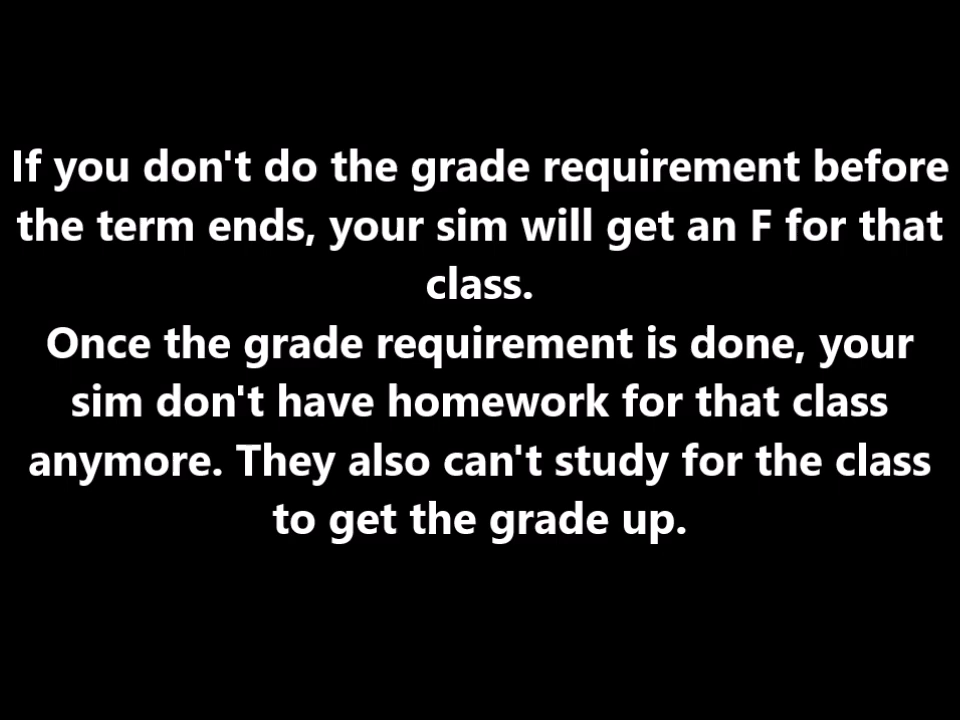 If you don't do the grade requirement before
the term ends, your sim will get an F for that
class.
Once the grade requirement is done, your
sim don't have homework for that class
anymore. They also can't study for the class
to get the grade up.